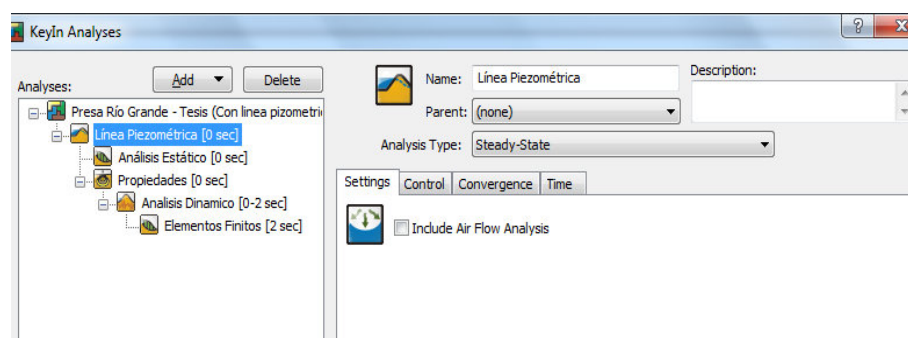 KeyIn Analyses
Analyses:
Add
Delete
Presa Río Grande - Tesis (Con linea pizometri
Línea Piezométrica [0 sec]
Análisis Estático [0 sec]
Propiedades [0 sec]
Analisis Dinamico [0-2 sec]
Elementos Finitos [2 sec]
Name: Línea Piezométrica
Description:
Parent: (none)
Analysis Type: Steady-State
Settings Control Convergence Time
Include Air Flow Analysis